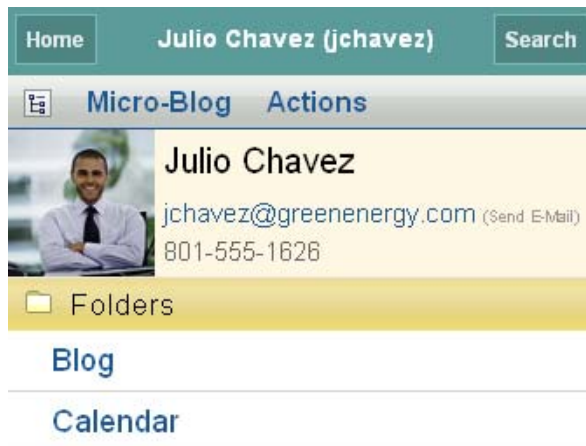 Home Julio Chavez (jchavez) Search
Micro-Blog Actions
Julio Chavez
jchavez@greenenergy.com (Send E-Mail)
801-555-1626
Folders
Blog
Calendar